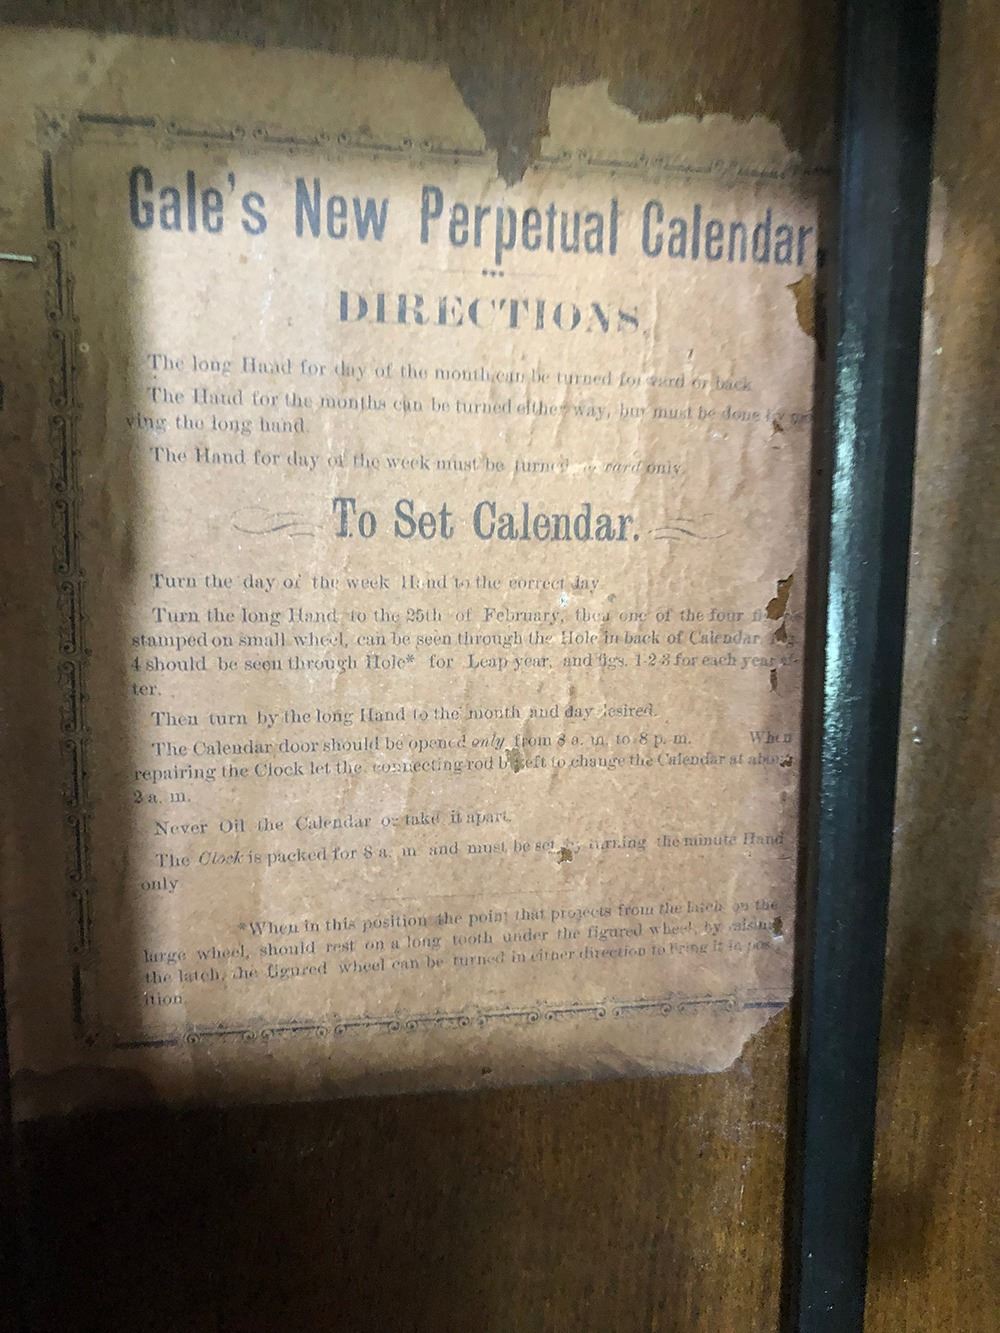 Gale's New Perpetual Calendar.
DIRECTIONS.
The long Hand for day of the month can be turned forward or back
The Hand for the months can be turned either way, but must be done by mo
ving the long hand.
The Hand for day of the week must be turned only.
To Set Calendar.
Turn the day of the week Hand to the correct day
Turn the long Hand to the 25th of February, then one of the four
stamped on small wheel, can be seen through the Hole in back of Calendar
4 should be seen through Hole* for Leap year, and figs. 1-2-3 for each year af-
ter.
Then turn by the long Hand to the month and day desired.
The Calendar door should be opened only from 8 a. m. to 8 p. m. When
repairing the Clock let the connecting rod be left to change the Calendar at about
2 a. m.
Never Oil the Calendar or take it apart.
The Clock is packed for 8 a. m and must be set by turning the minute Hand
only
*When in this position the point that projects from the latch on the
large wheel, should rest on a long tooth under the figured wheel, by raising
the latch, the figured wheel can be turned in either direction to bring it in pos-
ition.